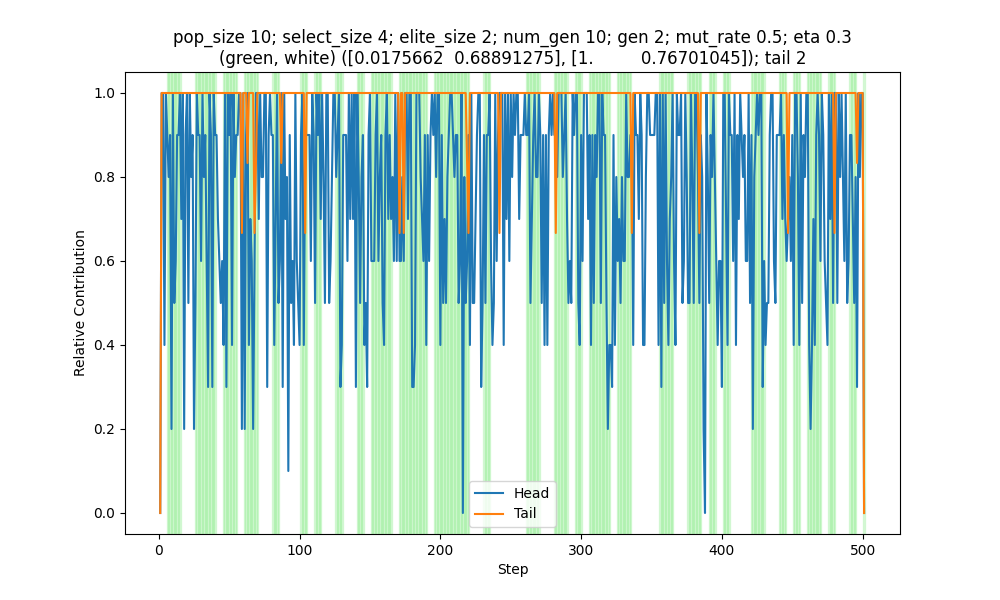 pop_size 10; select_size 4; elite_size 2; num_gen 10; gen 2; mut_rate 0.5; eta 0.3
(green, white) ([0.0175662  0.68891275], [1.         0.76701045]); tail 2
Relative Contribution
1.0
0.8
0.6
0.4
0.2
0.0
Head
Tail
0 100 200 300 400 500
Step